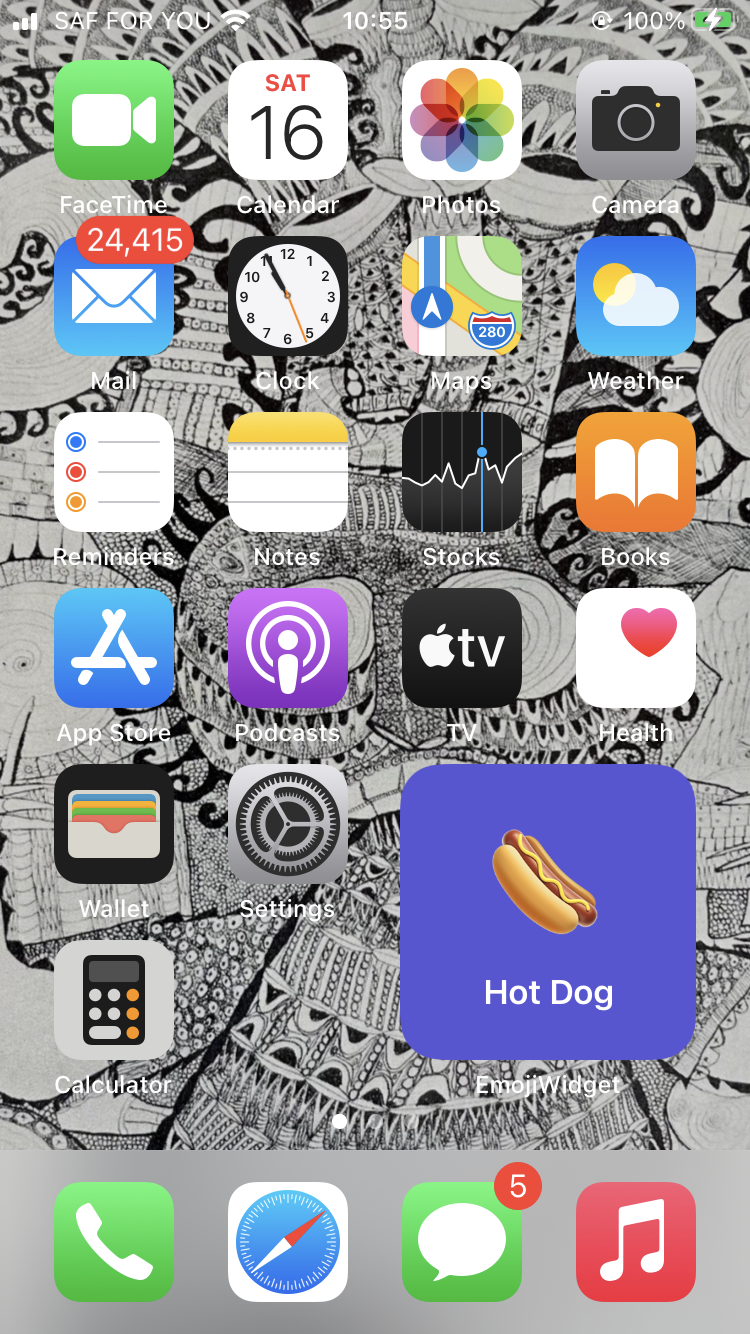 SAF FOR YOU 10:55 100%
SAT
16
FaceTime Calendar Photos Camera
24,415
12
11 1
10 2
9 3
8 4
7 5
6
280
Mail Clock Maps Weather
Reminders Notes Stocks Books
tv
App Store Podcasts TV Health
Wallet Settings
Hot Dog
Calculator EmojiWidget
5